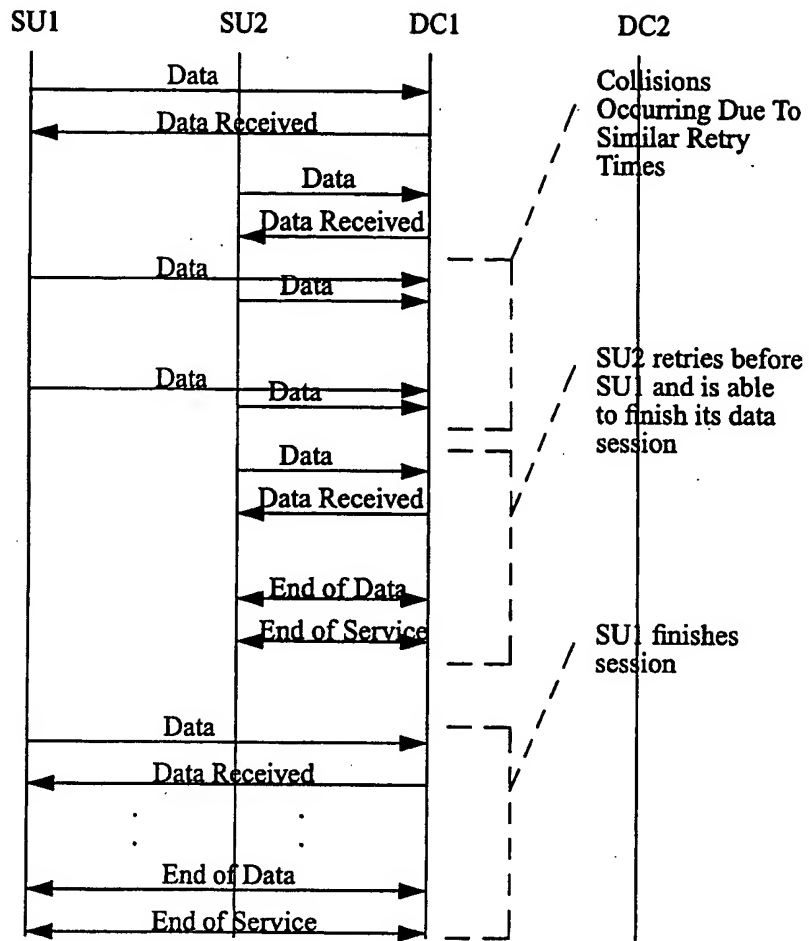 SU1 SU2 DC1 DC2
Data
Data Received
Data
Data Received
Data
Data
Data
Data
Data
Data Received
End of Data
End of Service
Data
Data Received
End of Data
End of Service
Collisions
Occurring Due To
Similar Retry
Times
SU2 retries before
SU1 and is able
to finish its data
session
SU1 finishes
session